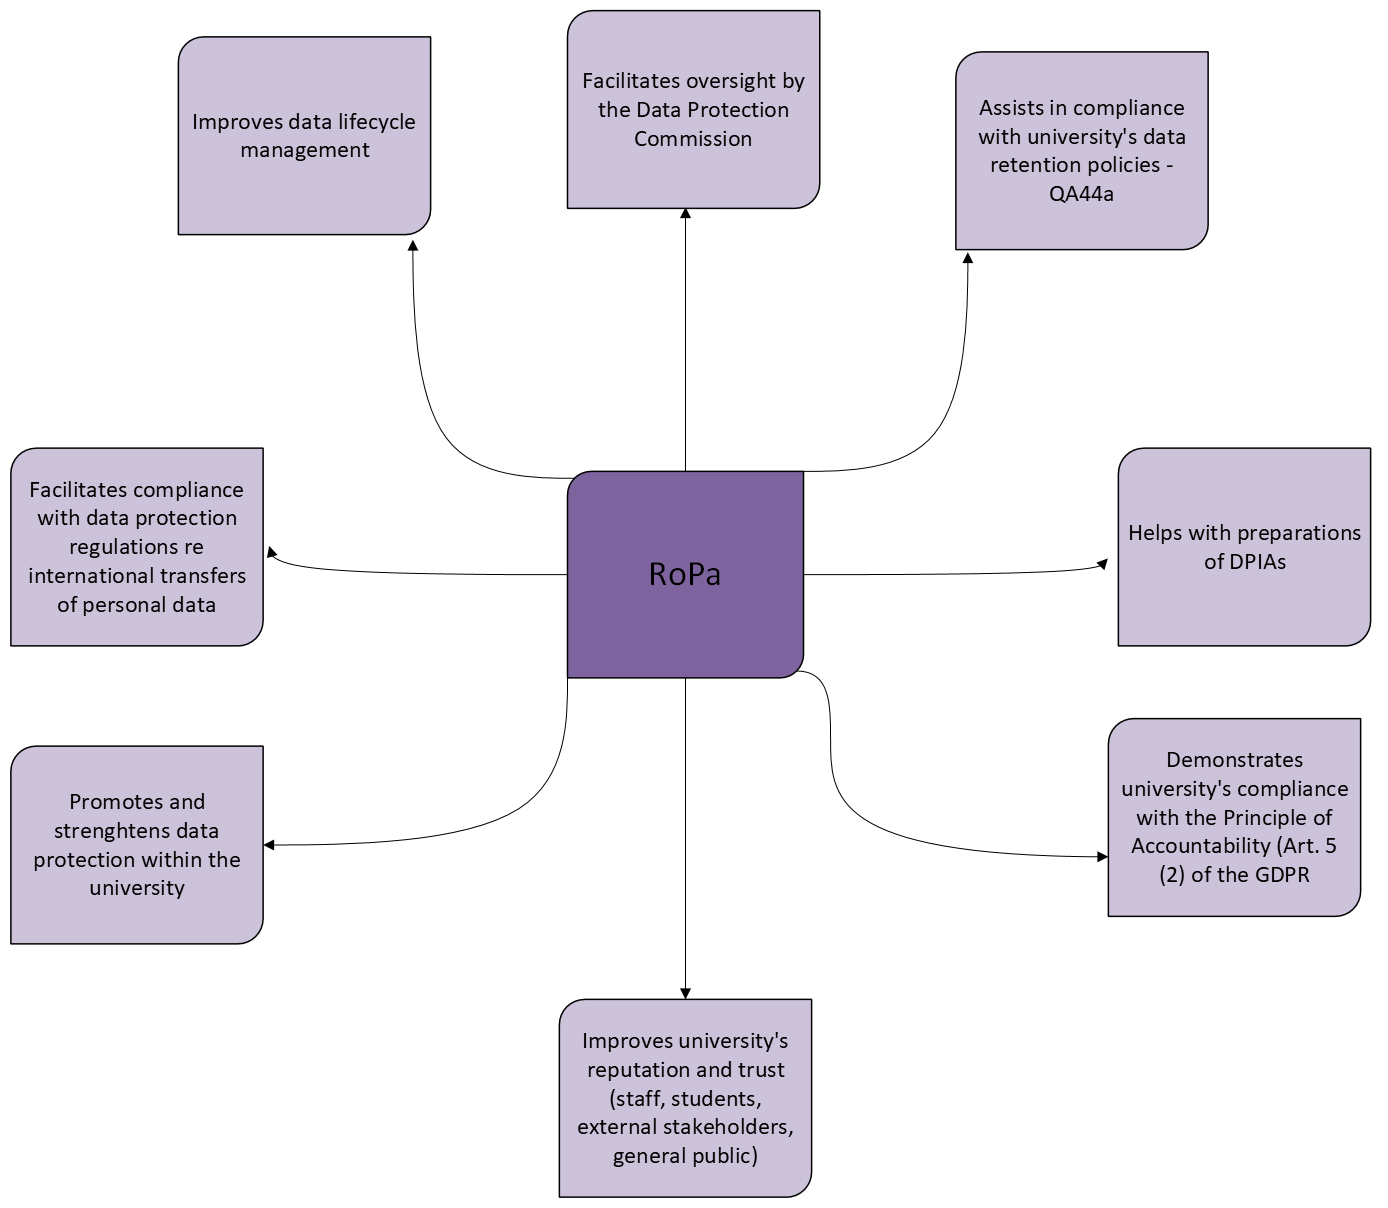 Improves data lifecycle
management
Facilitates oversight by
the Data Protection
Commission
Assists in compliance
with university's data
retention policies -
QA44a
Facilitates compliance
with data protection
regulations re
international transfers
of personal data
RoPa
Helps with preparations
of DPIAs
Promotes and
strenghtens data
protection within the
university
Demonstrates
university's compliance
with the Principle of
Accountability (Art. 5
(2) of the GDPR
Improves university's
reputation and trust
(staff, students,
external stakeholders,
general public)